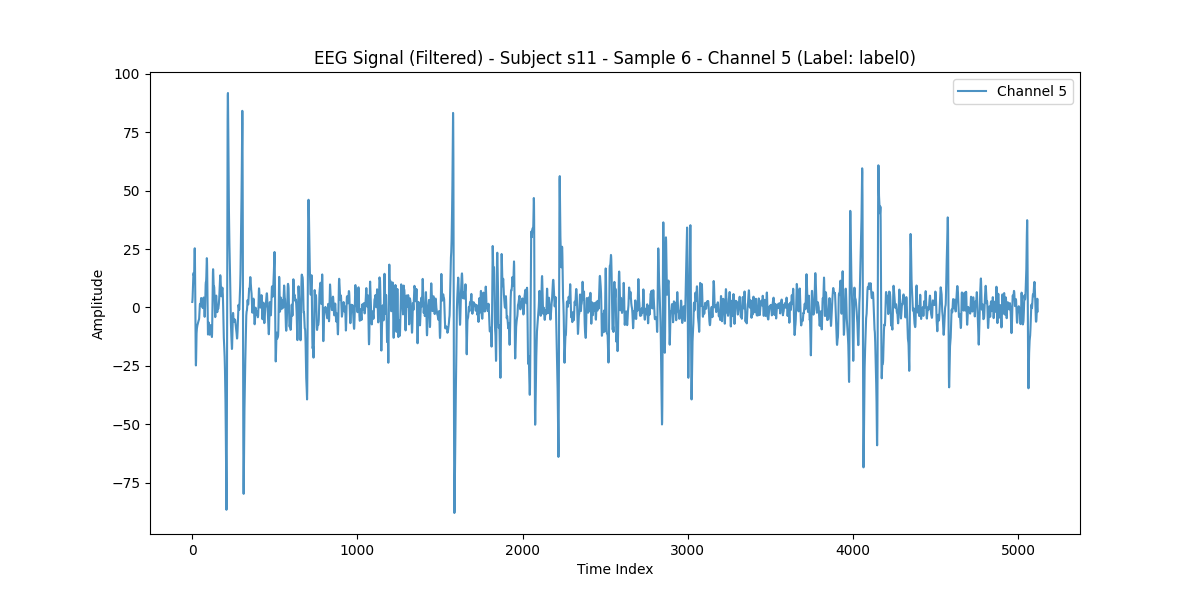 EEG Signal (Filtered) - Subject s11 - Sample 6 - Channel 5 (Label: label0)
Channel 5
Amplitude
100
75
50
25
0
−25
−50
−75
0 1000 2000 3000 4000 5000
Time Index